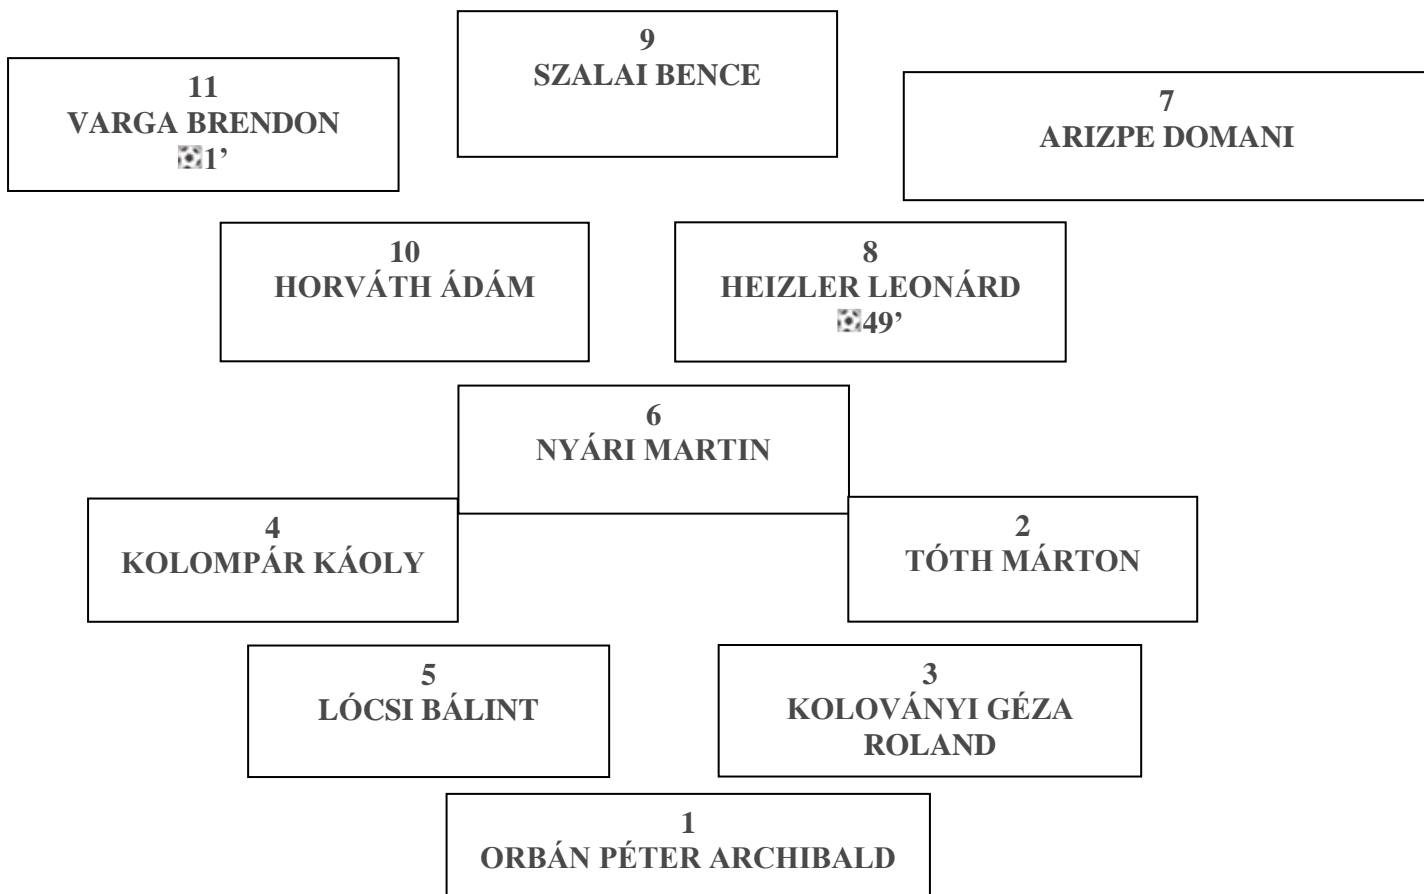 9
SZALAI BENCE
11
VARGA BRENDON
1’
7
ARIZPE DOMANI
10
HORVÁTH ÁDÁM
8
HEIZLER LEONÁRD
49’
6
NYÁRI MARTIN
4
KOLOMPÁR KÁOLY
2
TÓTH MÁRTON
5
LÓCSI BÁLINT
3
KOLOVÁNYI GÉZA
ROLAND
1
ORBÁN PÉTER ARCHIBALD